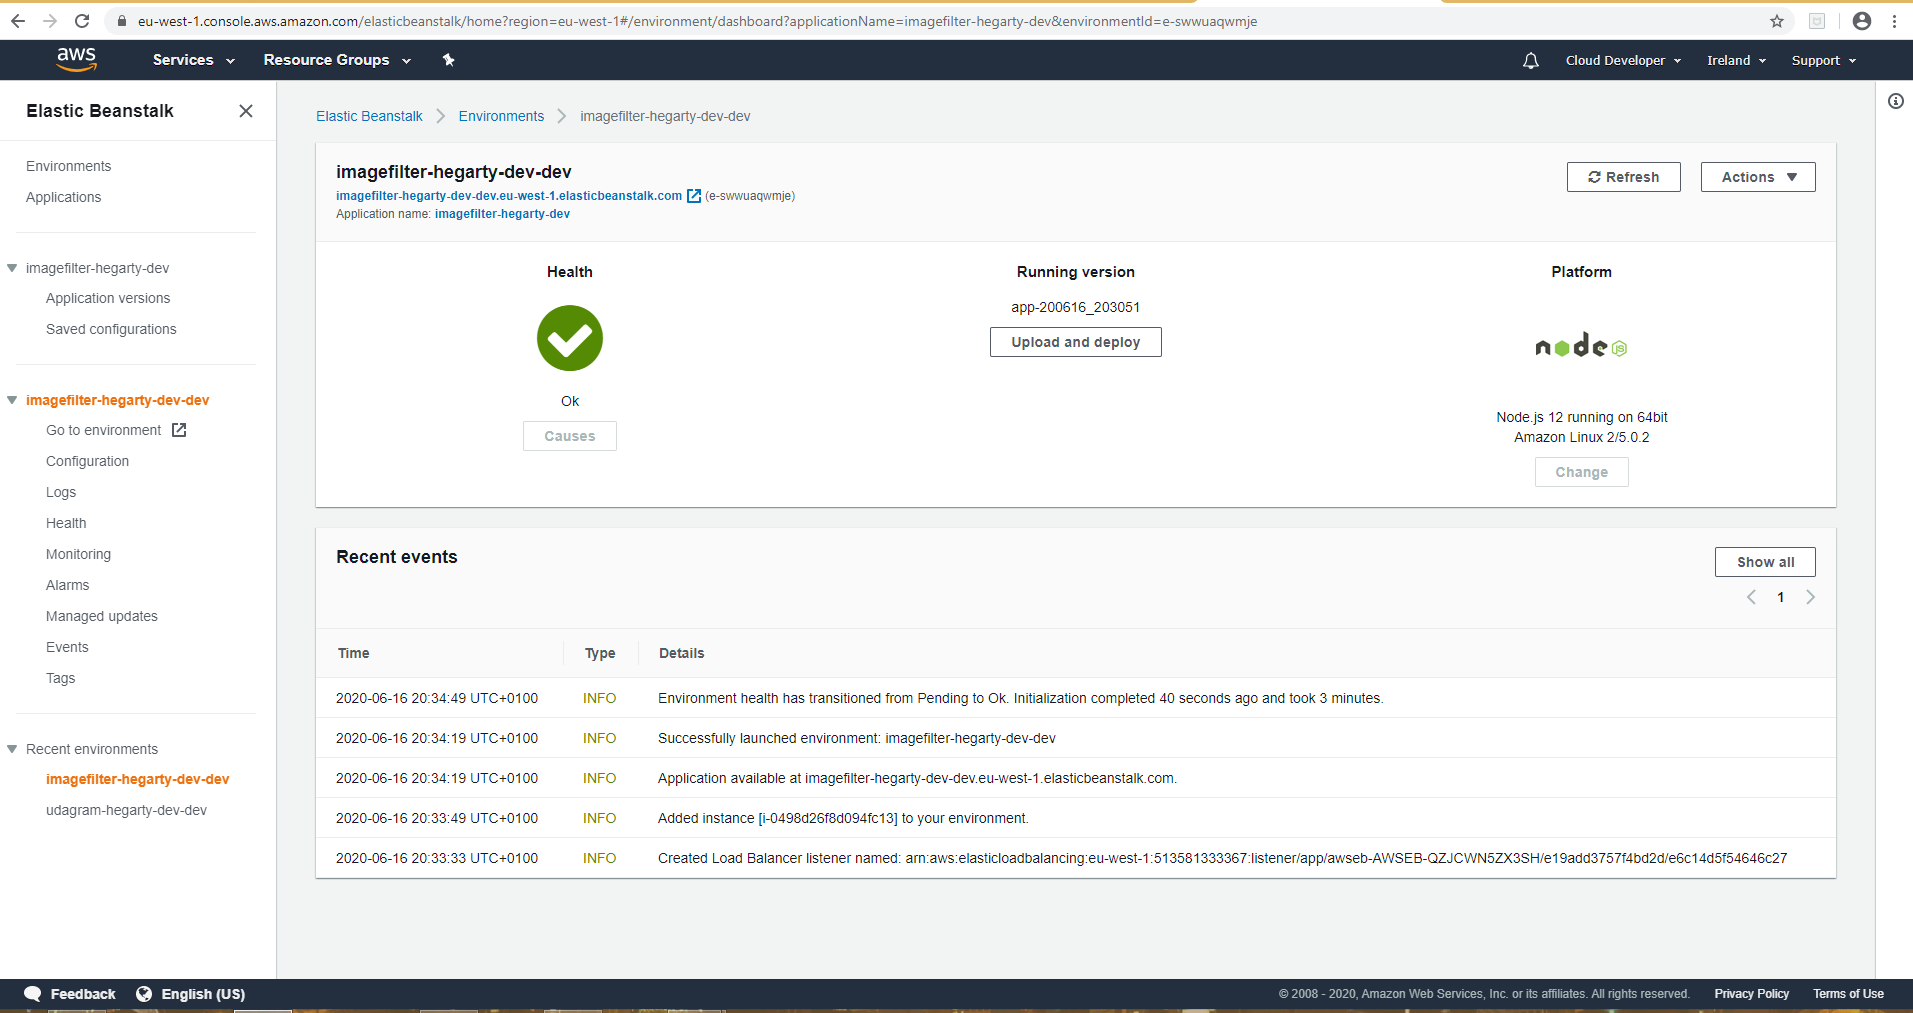 eu-west-1.console.aws.amazon.com/elasticbeanstalk/home?region=eu-west-1#/environment/dashboard?applicationName=imagefilter-hegarty-dev&environmentId=e-swwuaqwmje
aws Services Resource Groups Cloud Developer Ireland Support
Elastic Beanstalk
Environments
Applications
imagefilter-hegarty-dev
Application versions
Saved configurations
imagefilter-hegarty-dev-dev
Go to environment
Configuration
Logs
Health
Monitoring
Alarms
Managed updates
Events
Tags
Recent environments
imagefilter-hegarty-dev-dev
udagram-hegarty-dev-dev
Elastic Beanstalk Environments imagefilter-hegarty-dev-dev
imagefilter-hegarty-dev-dev
imagefilter-hegarty-dev-dev.eu-west-1.elasticbeanstalk.com (e-swwuaqwmje)
Application name: imagefilter-hegarty-dev
Refresh
Actions
Health
Ok
Causes
Running version
app-200616_203051
Upload and deploy
Platform
node JS
Node.js 12 running on 64bit
Amazon Linux 2/5.0.2
Change
Recent events
Show all
1
Time Type Details
2020-06-16 20:34:49 UTC+0100 INFO Environment health has transitioned from Pending to Ok. Initialization completed 40 seconds ago and took 3 minutes.
2020-06-16 20:34:19 UTC+0100 INFO Successfully launched environment: imagefilter-hegarty-dev-dev
2020-06-16 20:34:19 UTC+0100 INFO Application available at imagefilter-hegarty-dev-dev.eu-west-1.elasticbeanstalk.com.
2020-06-16 20:33:49 UTC+0100 INFO Added instance [i-0498d26f8d094fc13] to your environment.
2020-06-16 20:33:33 UTC+0100 INFO Created Load Balancer listener named: arn:aws:elasticloadbalancing:eu-west-1:513581333367:listener/app/awseb-AWSEB-QZJCWN5ZX3SH/e19add3757f4bd2d/e6c14d5f54646c27
Feedback English (US) © 2008 - 2020, Amazon Web Services, Inc. or its affiliates. All rights reserved. Privacy Policy Terms of Use